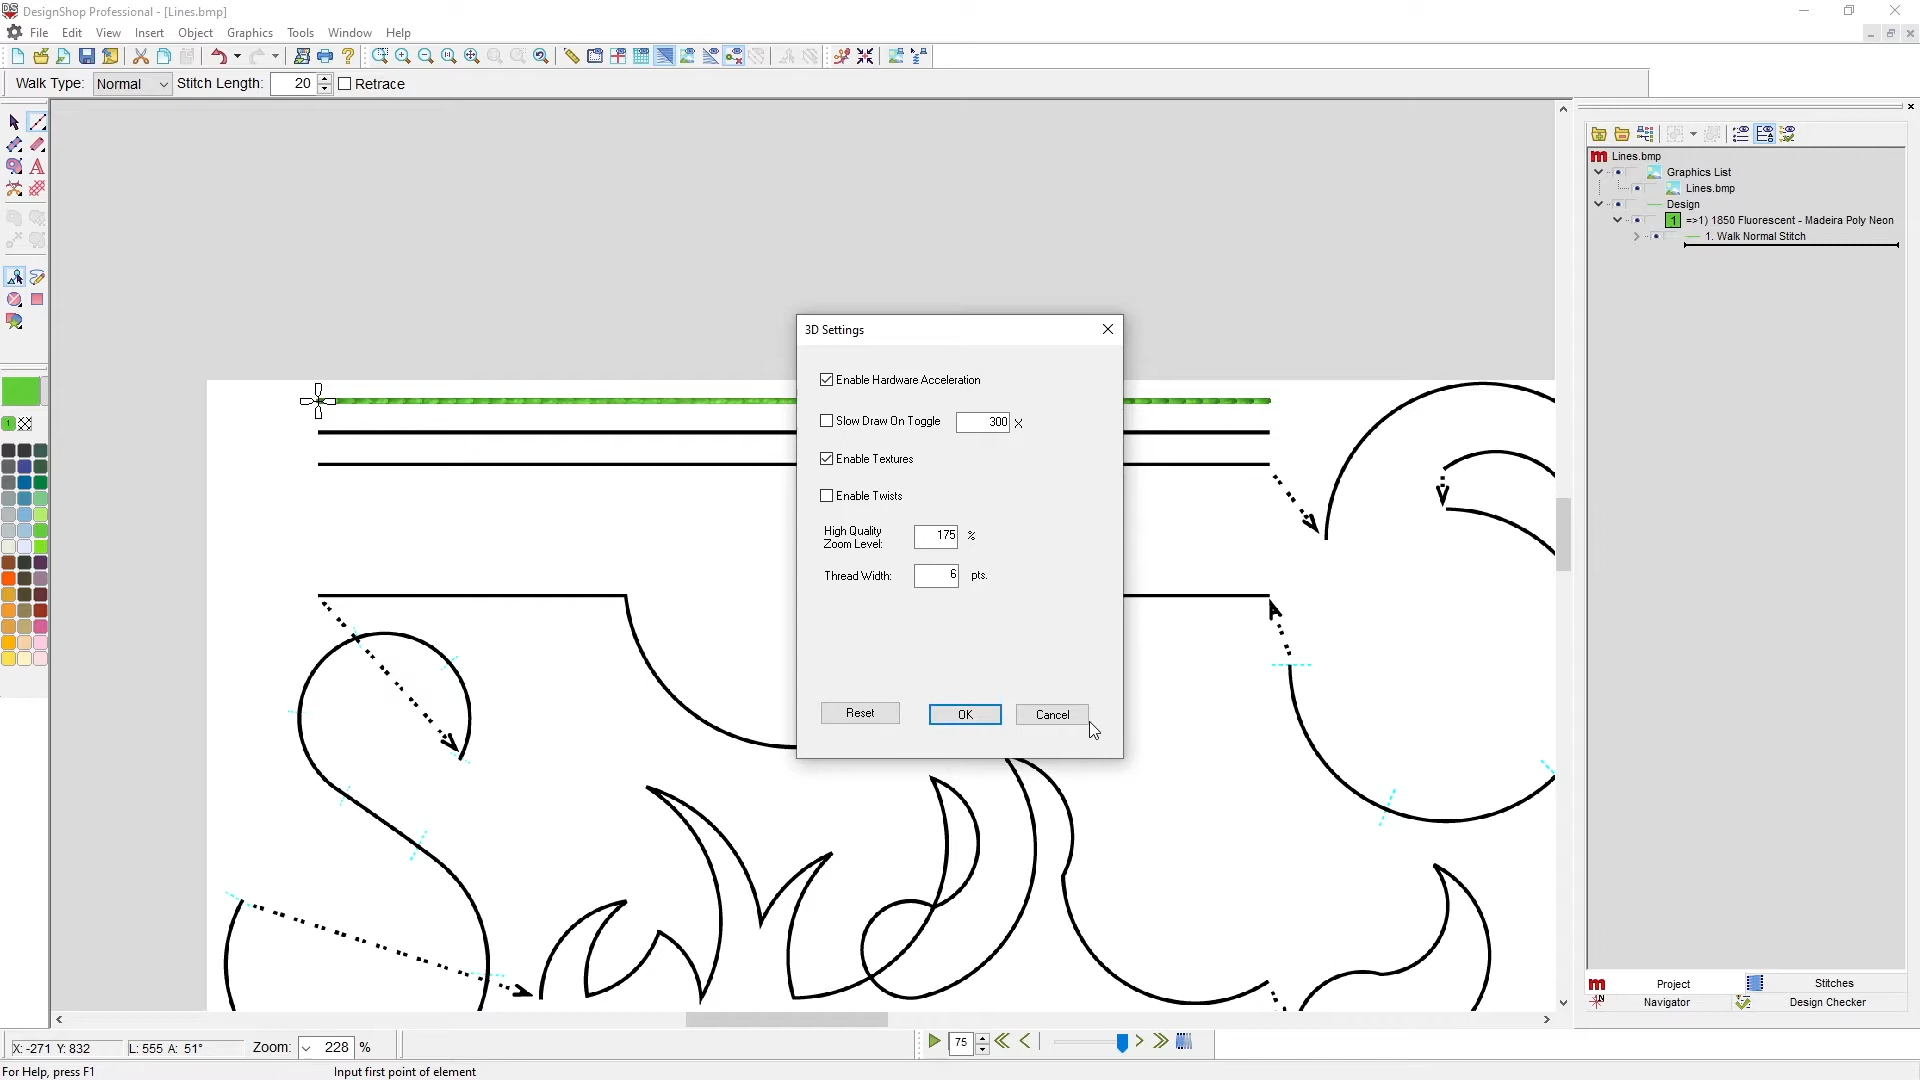 DS DesignShop Professional - [Lines.bmp]
File Edit View Insert Object Graphics Tools Window Help
Walk Type: Normal Stitch Length: 20 Retrace
Lines.bmp
Graphics List
Lines.bmp
Design
1 =>1) 1850 Fluorescent - Madeira Poly Neon
1. Walk Normal Stitch
3D Settings
Enable Hardware Acceleration
Slow Draw On Toggle 300 X
Enable Textures
Enable Twists
High Quality
Zoom Level: 175 %
Thread Width: 6 pts.
Reset OK Cancel
1
Project Stitches
Navigator Design Checker
X: -271 Y: 832 L: 555 A: 51° Zoom: 228 % 75
For Help, press F1 Input first point of element